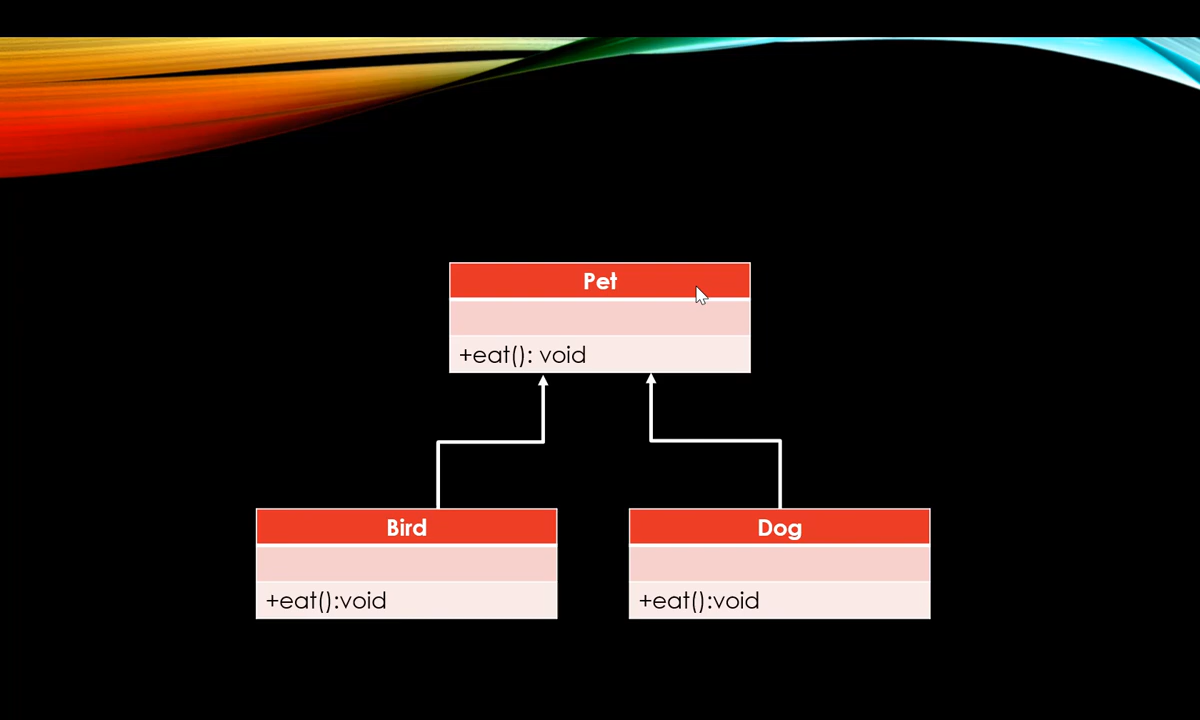 Pet
+eat(): void
Bird
+eat():void
Dog
+eat():void